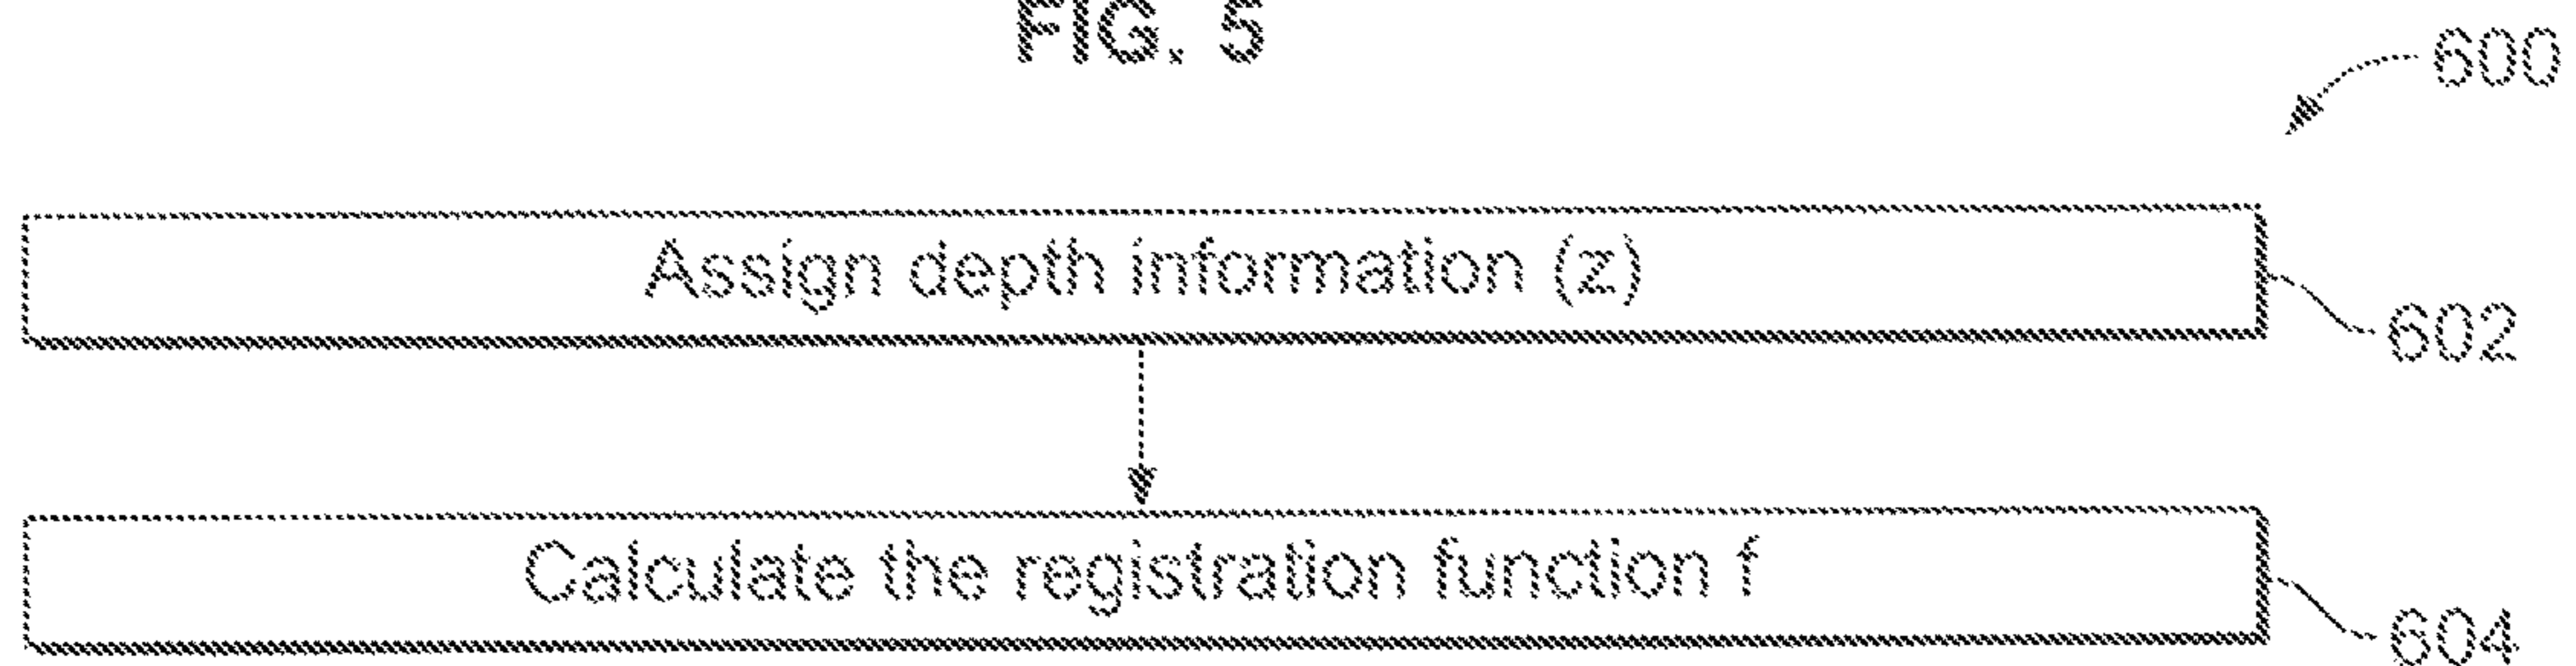 FIG. 5
600
Assign depth information (z)
602
Calculate the registration function f
604